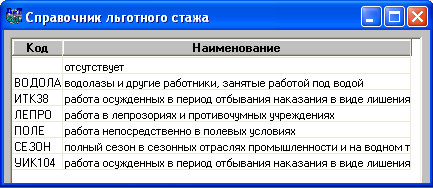 Справочник льготного стажа
Код Наименование
отсутствует
ВОДОЛА водолазы и другие работники, занятые работой под водой
ИТК38 работа осужденных в период отбывания наказания в виде лишения
ЛЕПРО работа в лепрозориях и противочумных учреждениях
ПОЛЕ работа непосредственно в полевых условиях
СЕЗОН полный сезон в сезонных отраслях промышленности и на водном т
УИК104 работа осужденных в период отбывания наказания в виде лишения